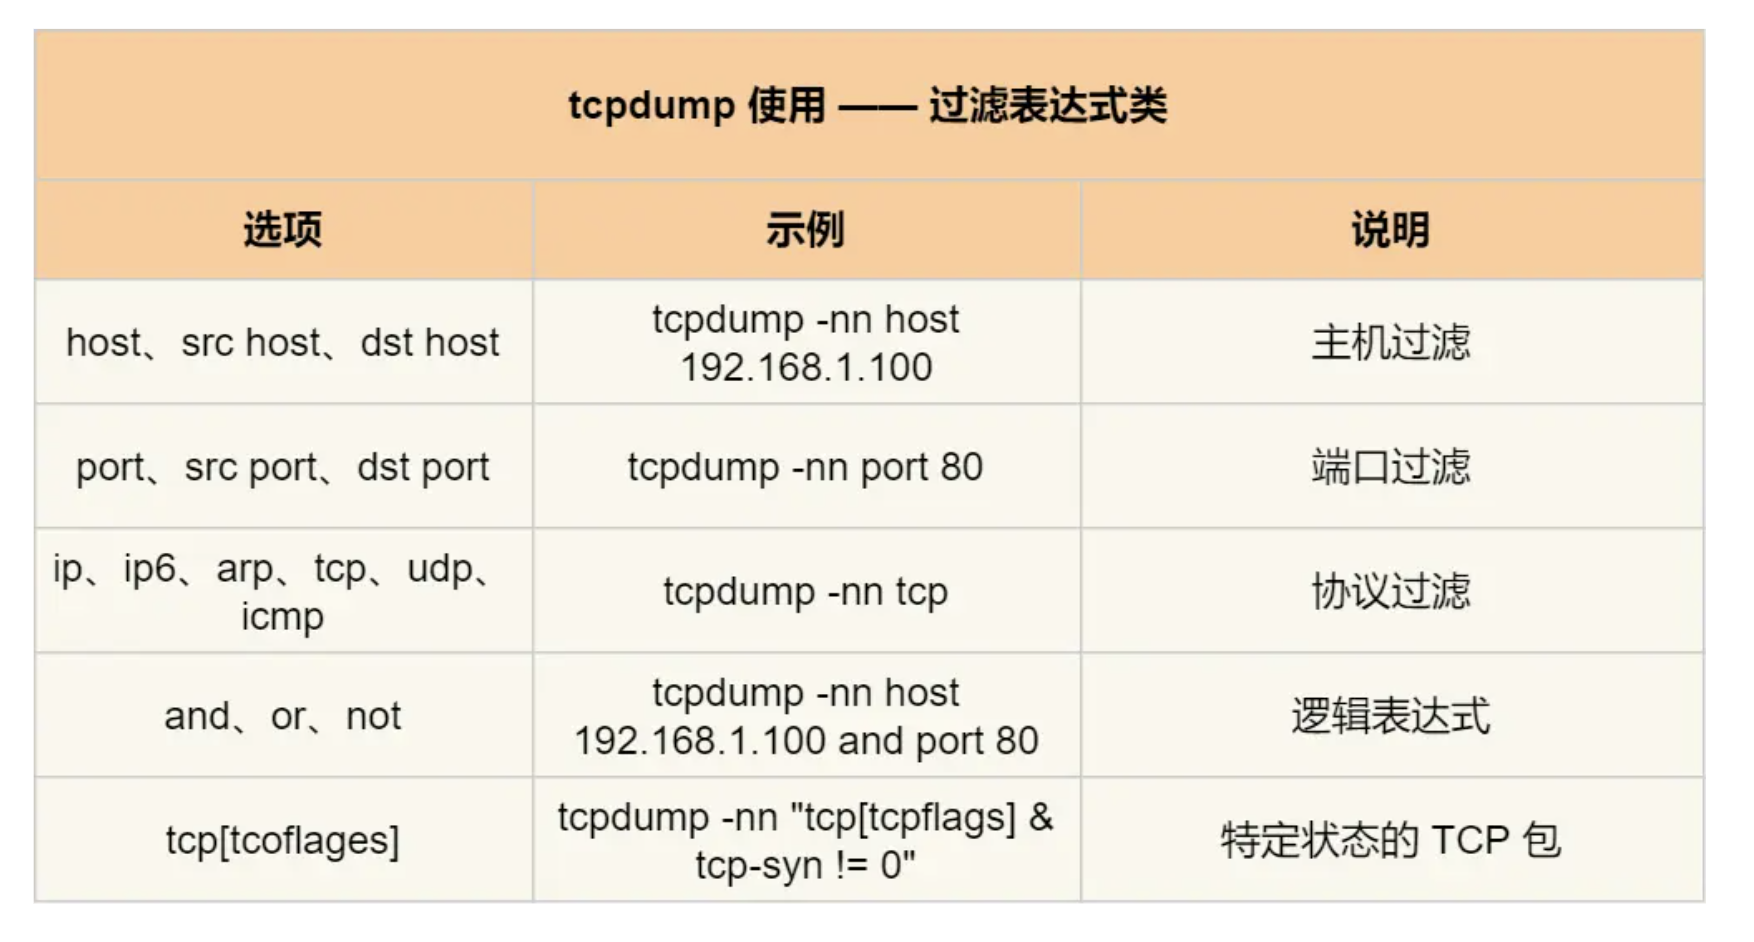 tcpdump 使用 —— 过滤表达式类
选项
示例
说明
host、src host、dst host
tcpdump -nn host
192.168.1.100
主机过滤
port、src port、dst port
tcpdump -nn port 80
端口过滤
ip、ip6、arp、tcp、udp、
icmp
tcpdump -nn tcp
协议过滤
and、or、not
tcpdump -nn host
192.168.1.100 and port 80
逻辑表达式
tcp[tcoflages]
tcpdump -nn "tcp[tcpflags] &
tcp-syn != 0"
特定状态的 TCP 包